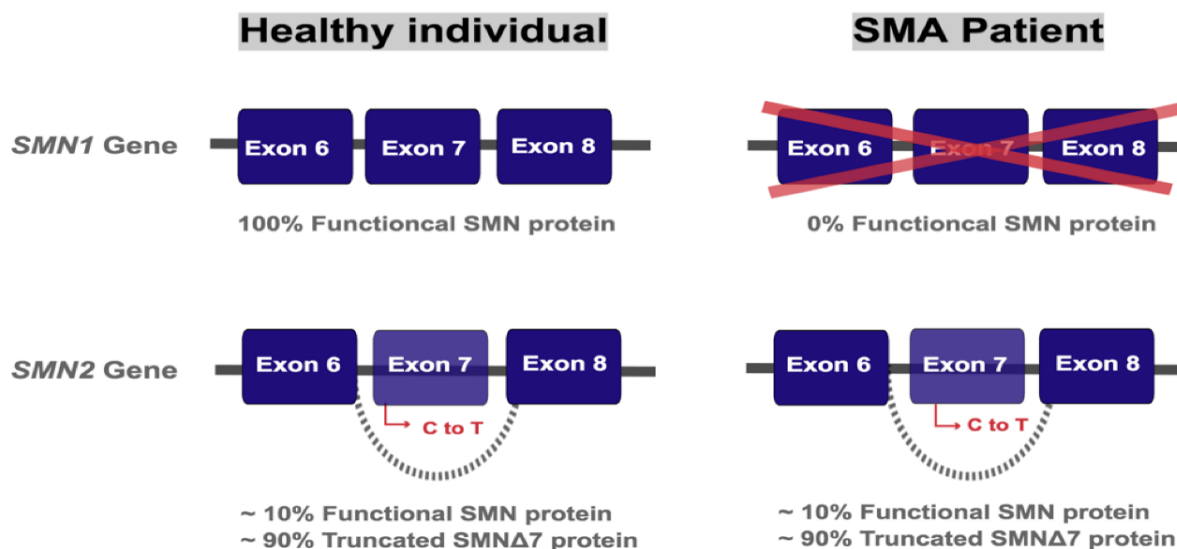 Healthy individual
SMA Patient
SMN1 Gene
Exon 6
Exon 7
Exon 8
Exon 6
Exon 7
Exon 8
100% Functioncal SMN protein
0% Functioncal SMN protein
SMN2 Gene
Exon 6
Exon 7
Exon 8
Exon 6
Exon 7
Exon 8
C to T
C to T
~ 10% Functional SMN protein
~ 90% Truncated SMNΔ7 protein
~ 10% Functional SMN protein
~ 90% Truncated SMNΔ7 protein